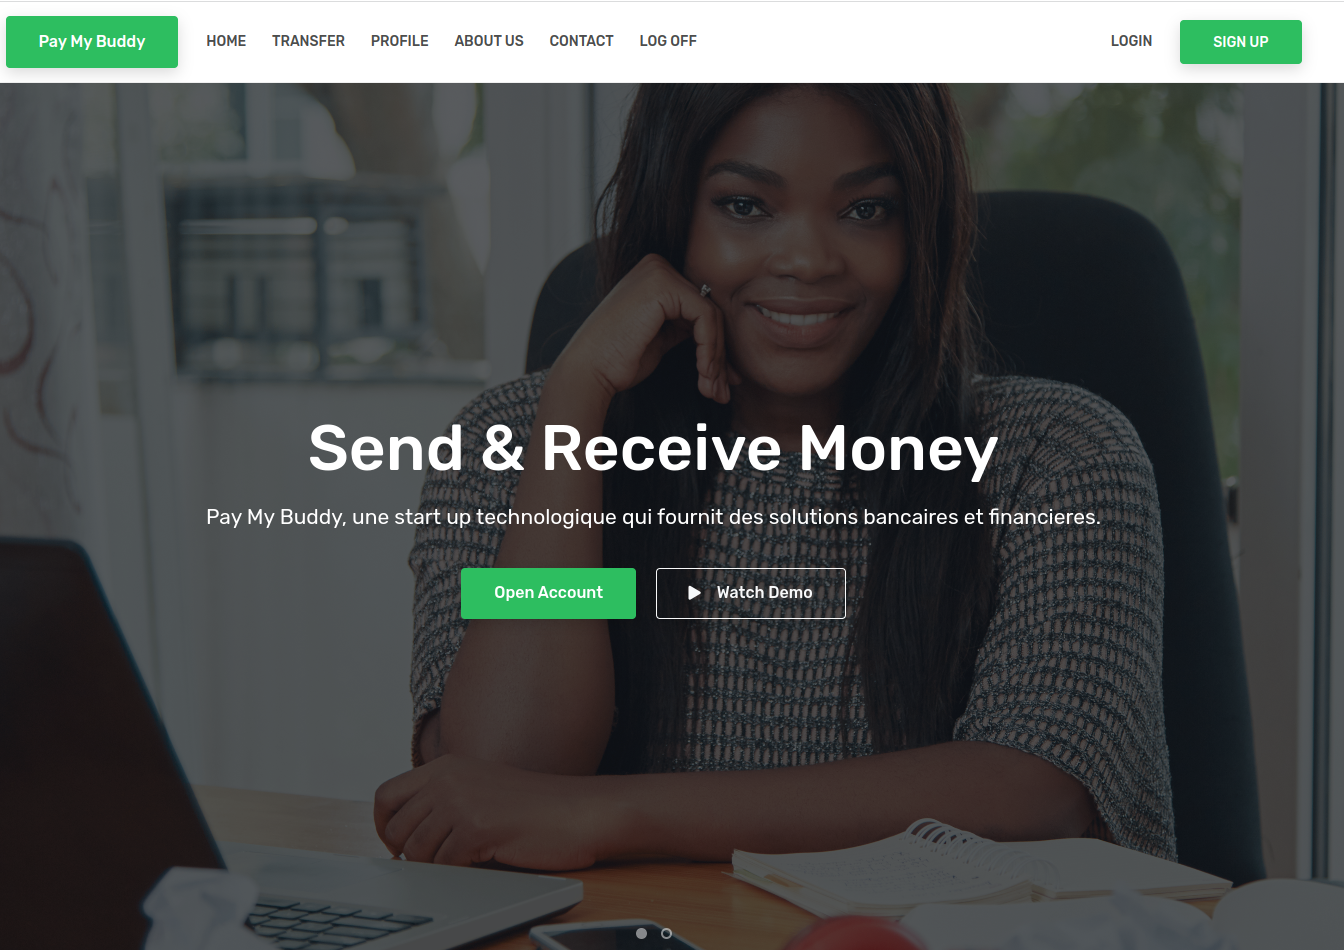 Pay My Buddy HOME TRANSFER PROFILE ABOUT US CONTACT LOG OFF LOGIN SIGN UP
Send & Receive Money
Pay My Buddy, une start up technologique qui fournit des solutions bancaires et financieres.
Open Account Watch Demo